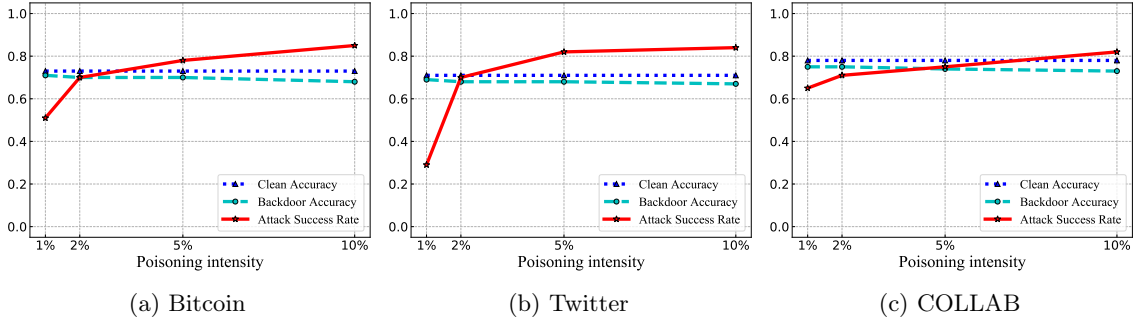 1.0
0.8
0.6
0.4
0.2
0.0
Clean Accuracy
Backdoor Accuracy
Attack Success Rate
1% 2% 5% 10%
Poisoning intensity
(a) Bitcoin
1.0
0.8
0.6
0.4
0.2
0.0
Clean Accuracy
Backdoor Accuracy
Attack Success Rate
1% 2% 5% 10%
Poisoning intensity
(b) Twitter
1.0
0.8
0.6
0.4
0.2
0.0
Clean Accuracy
Backdoor Accuracy
Attack Success Rate
1% 2% 5% 10%
Poisoning intensity
(c) COLLAB